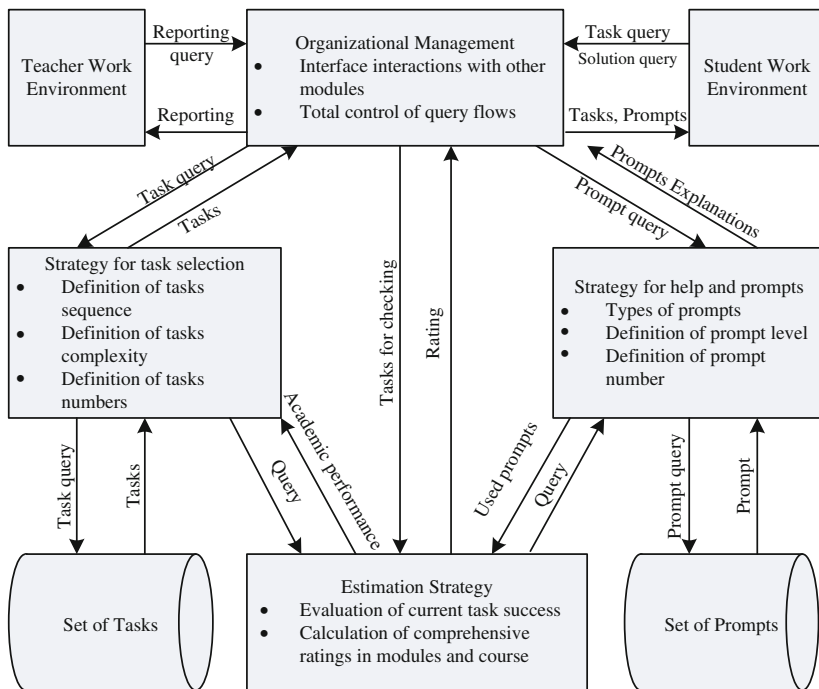 Teacher Work
Environment
Reporting
query
Reporting
Organizational Management
• Interface interactions with other
modules
• Total control of query flows
Task query
Solution query
Tasks, Prompts
Student Work
Environment
Task query
Tasks
Tasks for checking
Rating
Prompt query
Prompts Explanations
Strategy for task selection
• Definition of tasks
sequence
• Definition of tasks
complexity
• Definition of tasks
numbers
Strategy for help and prompts
• Types of prompts
• Definition of prompt level
• Definition of prompt
number
Task query
Tasks
Query
Academic performance
Used prompts
Query
Prompt query
Prompt
Set of Tasks
Estimation Strategy
• Evaluation of current task success
• Calculation of comprehensive
ratings in modules and course
Set of Prompts